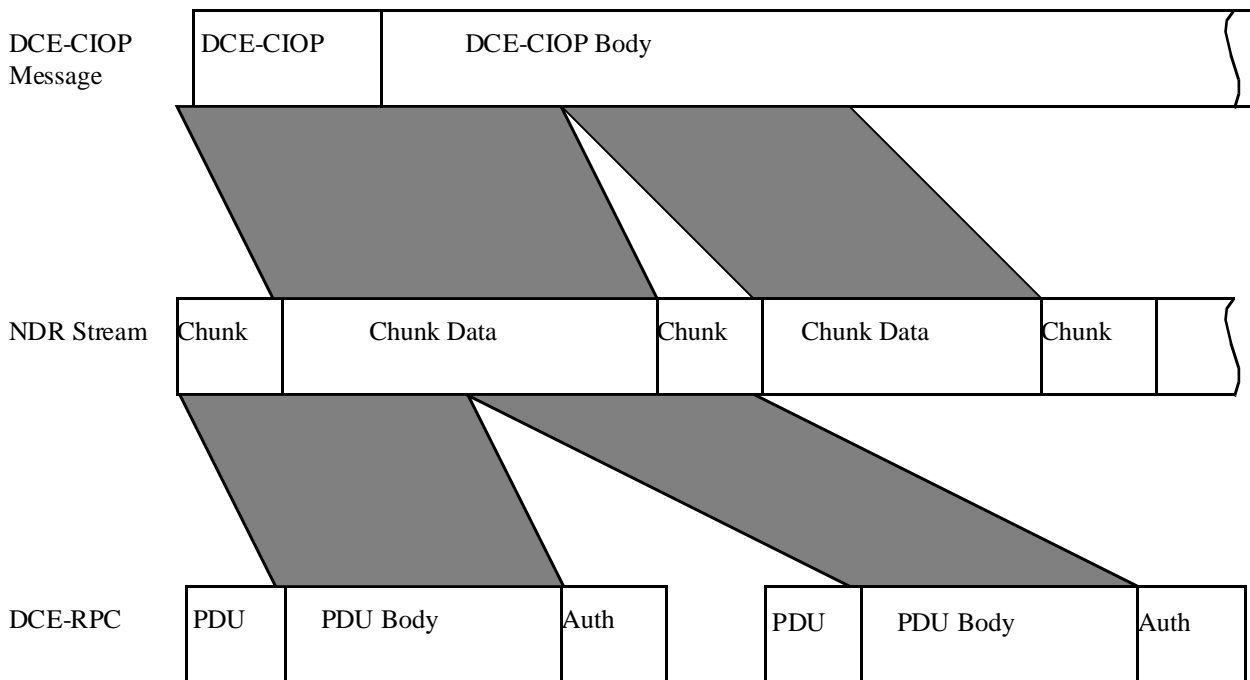 DCE-CIOP
Message
DCE-CIOP
DCE-CIOP Body
NDR Stream
Chunk
Chunk Data
Chunk
Chunk Data
Chunk
DCE-RPC
PDU
PDU Body
Auth
PDU
PDU Body
Auth